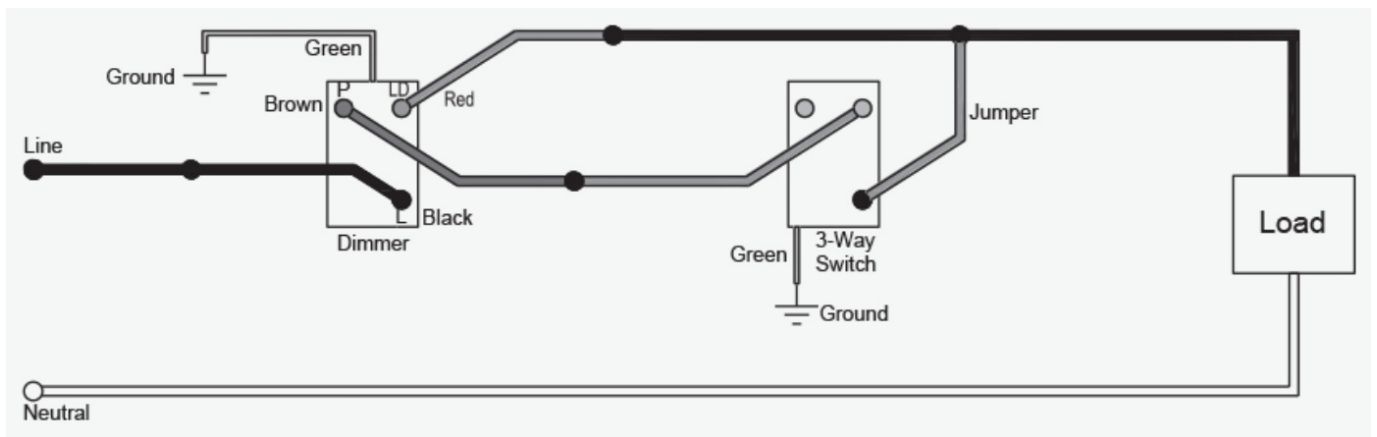 Green
Ground
P
LD
Brown
Red
Jumper
Line
L
Black
Dimmer
Load
Green
3-Way
Switch
Ground
Neutral